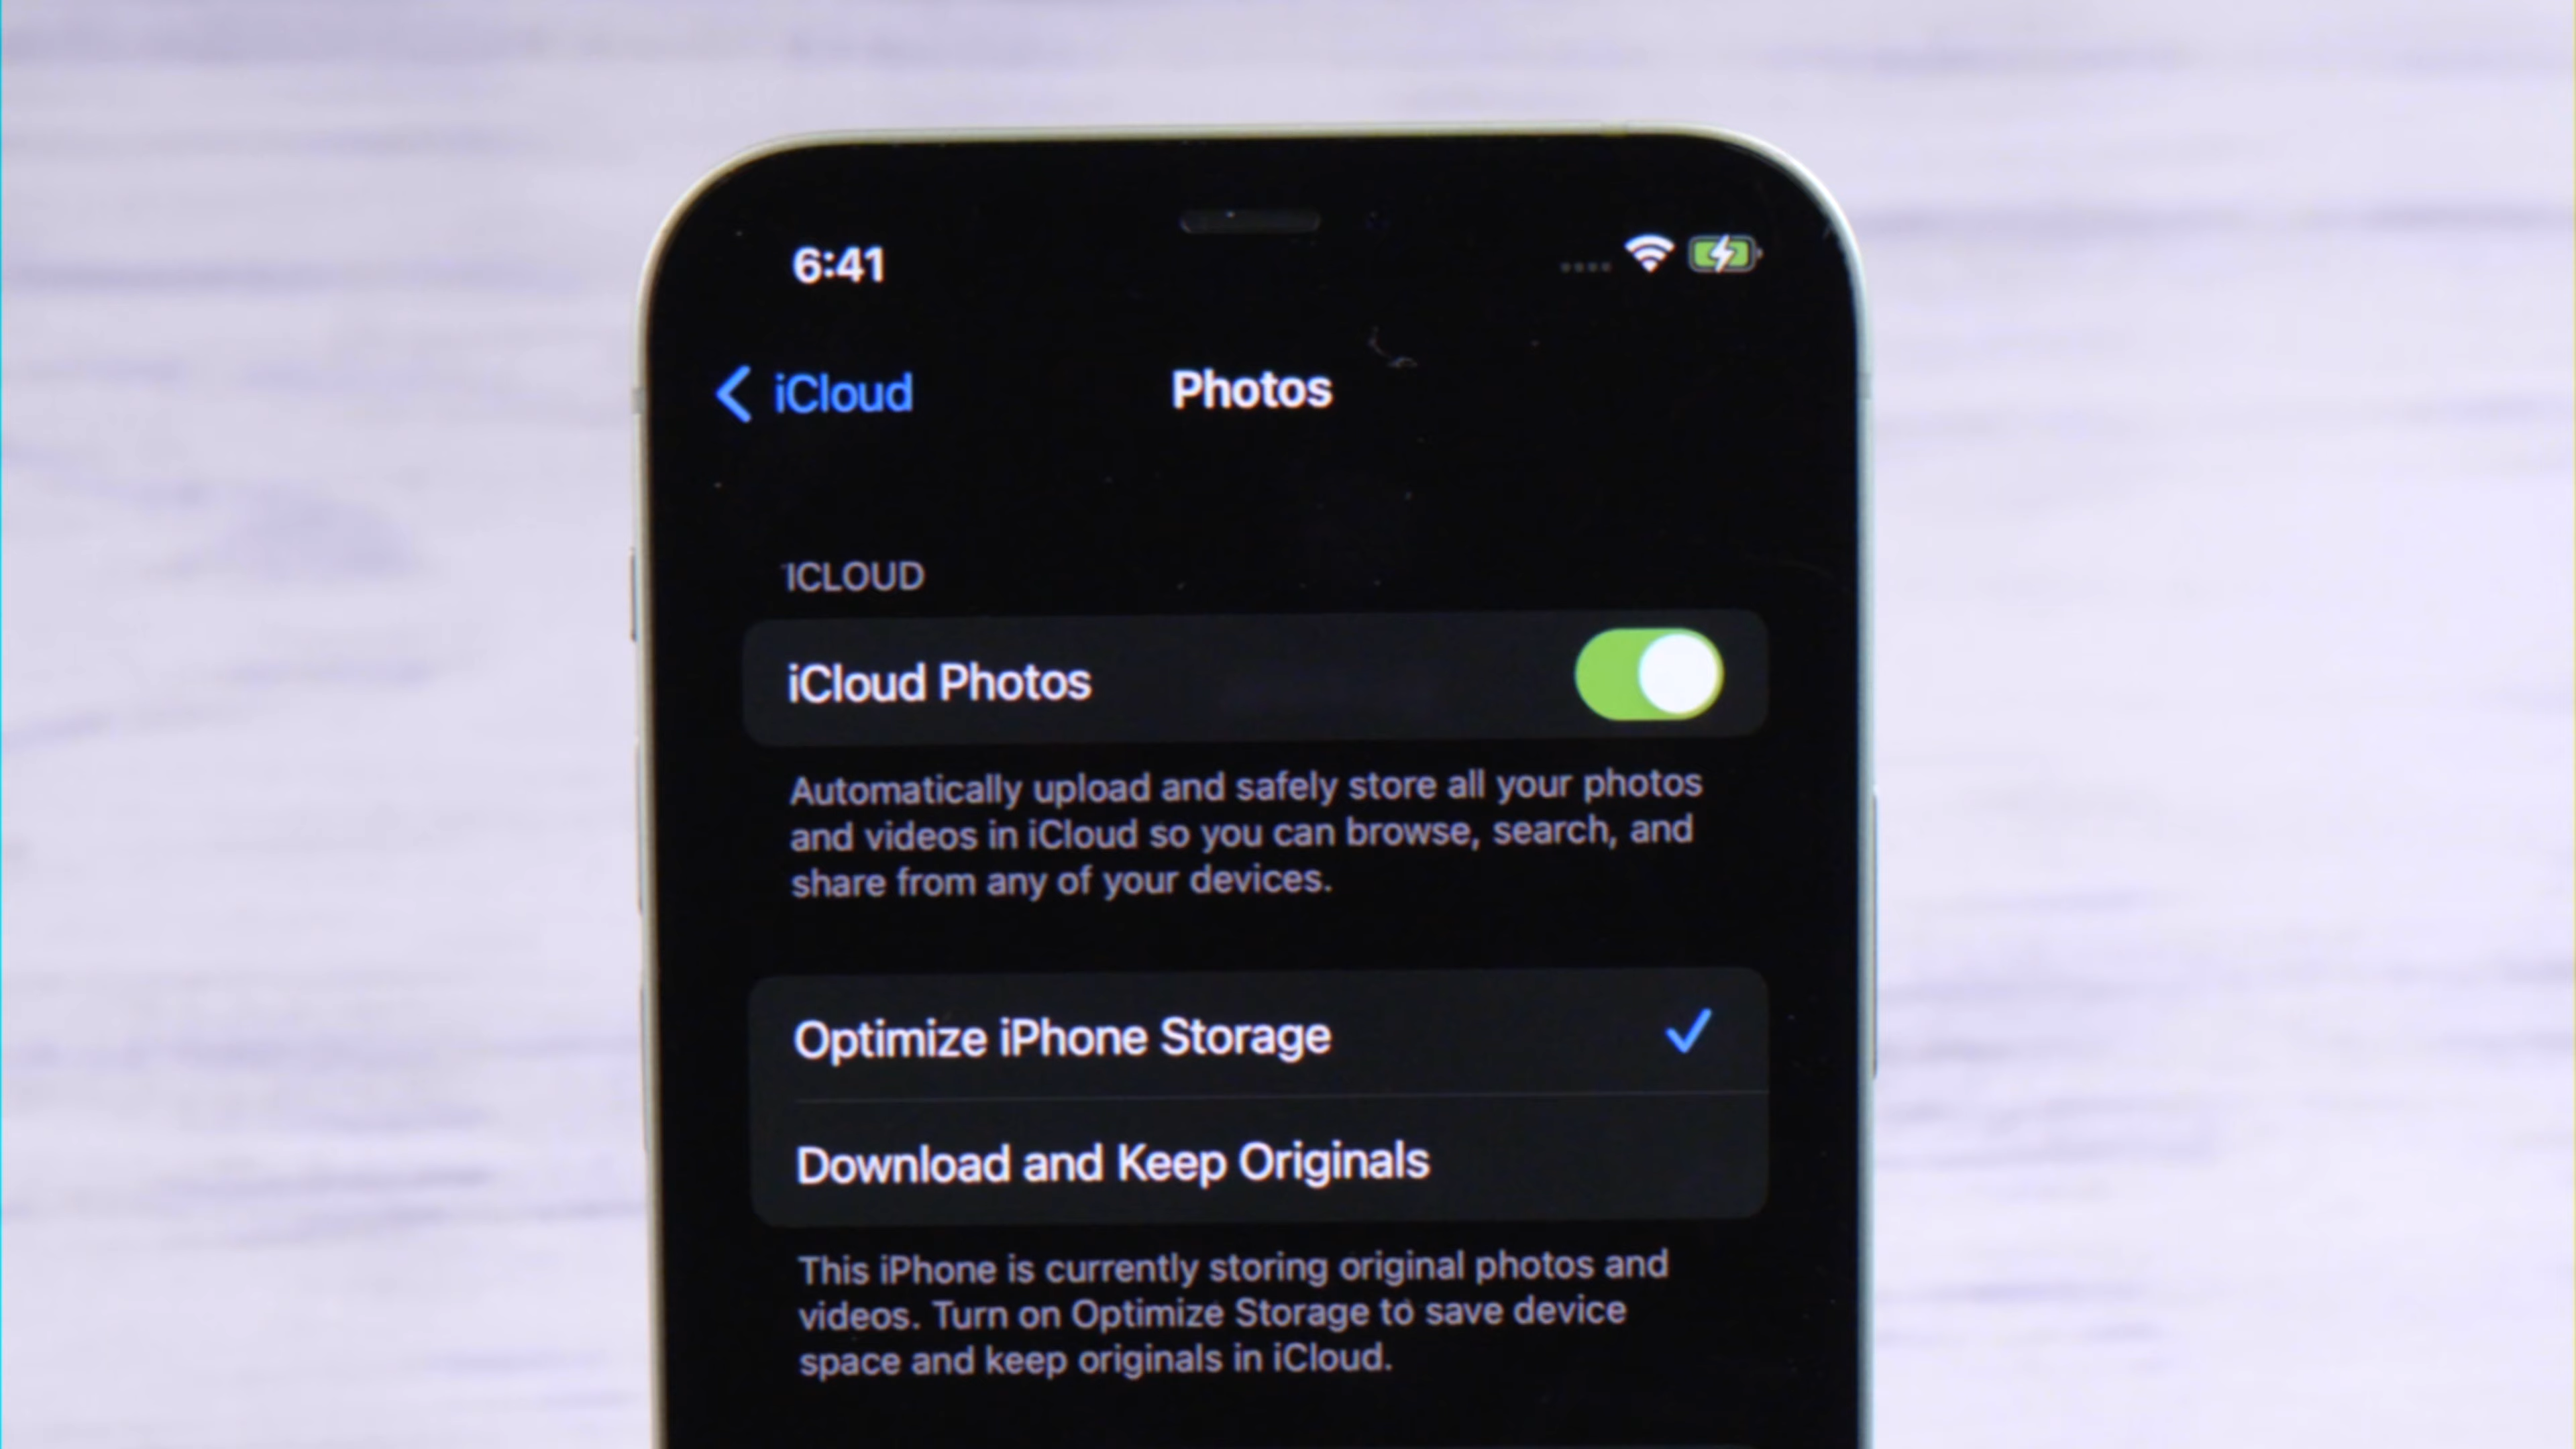 6:41
iCloud
Photos
ICLOUD
iCloud Photos
Automatically upload and safely store all your photos
and videos in iCloud so you can browse, search, and
share from any of your devices.
Optimize iPhone Storage
Download and Keep Originals
This iPhone is currently storing original photos and
videos. Turn on Optimize Storage to save device
space and keep originals in iCloud.